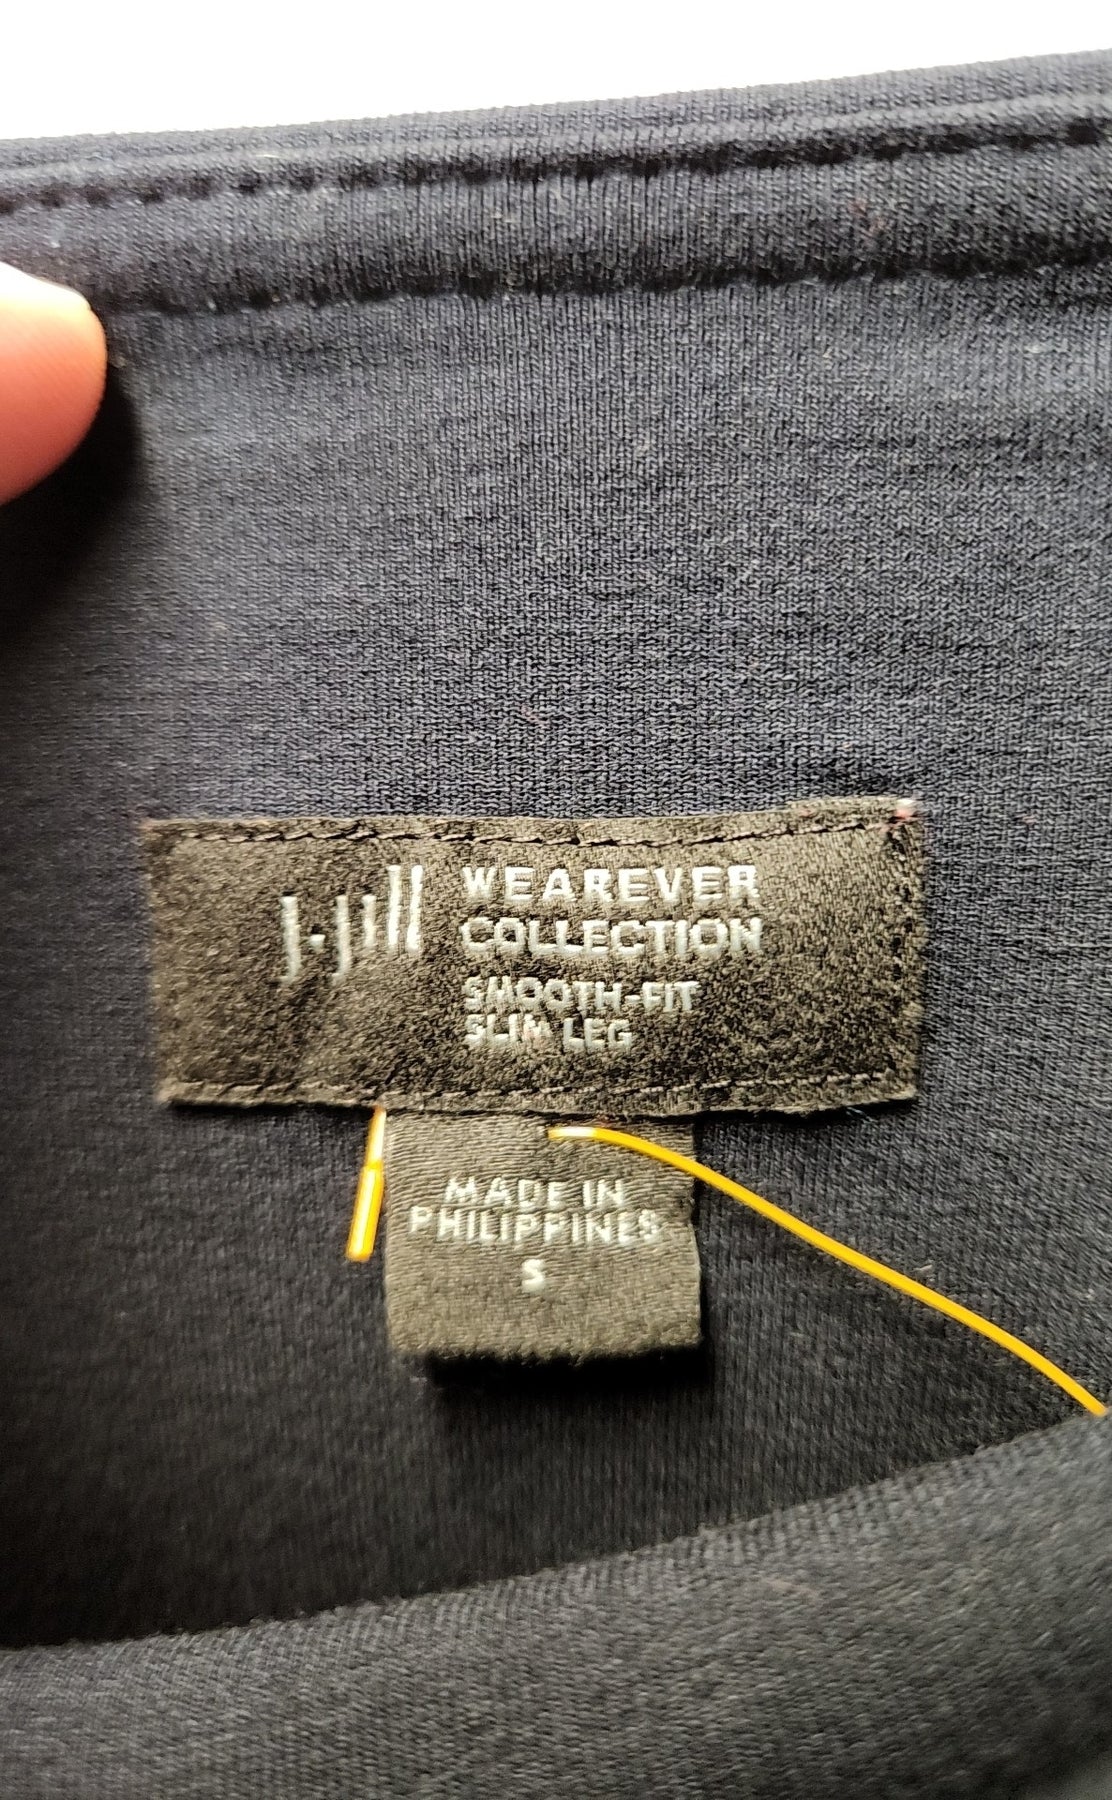 J.Jill
WEAREVER
COLLECTION
SMOOTH-FIT
SLIM LEG
MADE IN
PHILIPPINES
S